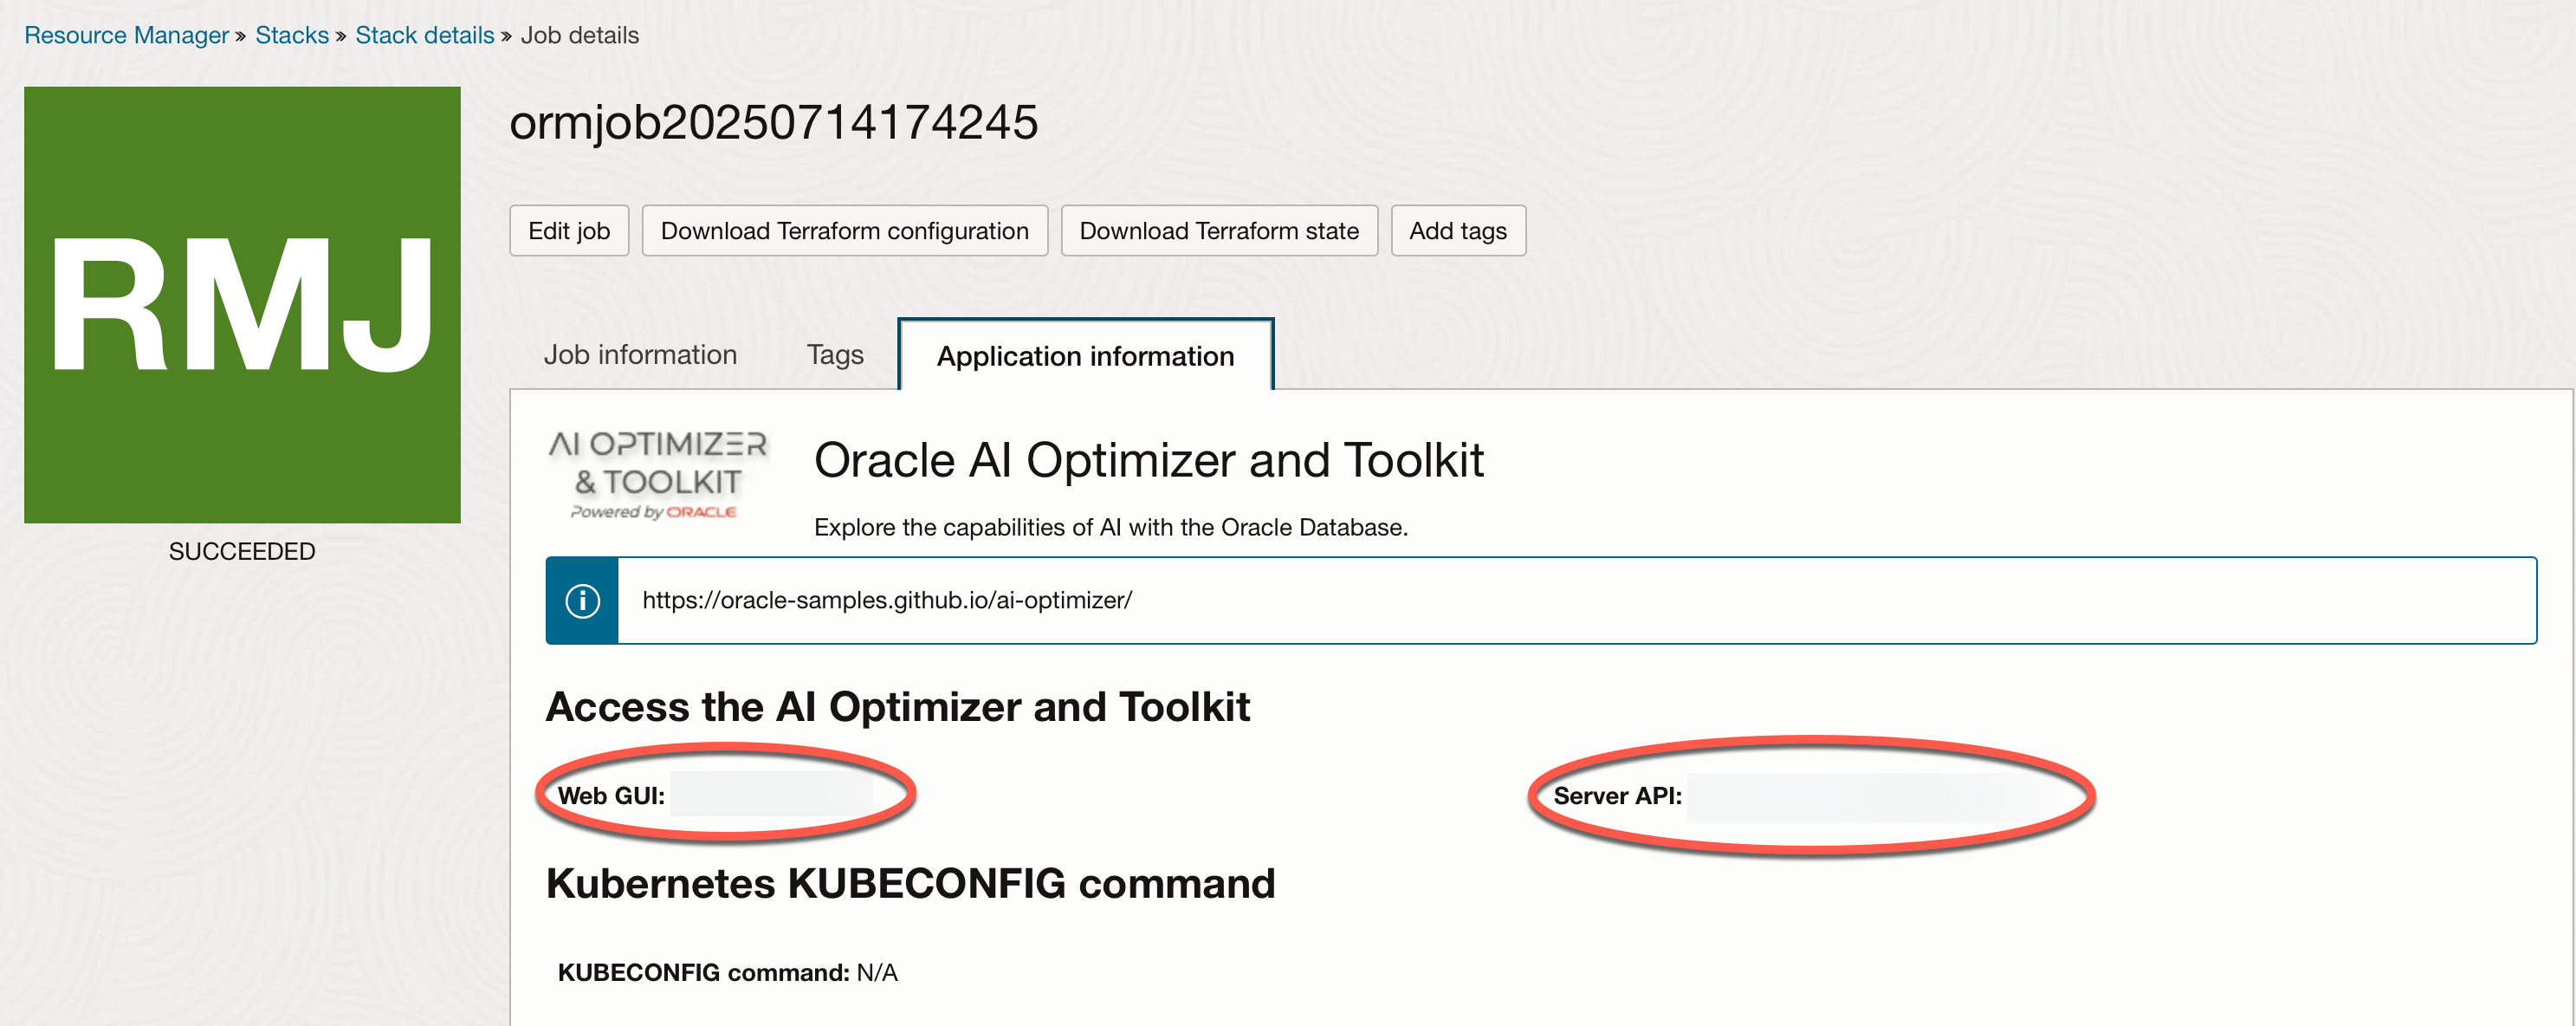 Resource Manager » Stacks » Stack details » Job details
RMJ
SUCCEEDED
ormjob20250714174245
Edit job Download Terraform configuration Download Terraform state Add tags
Job information Tags Application information
AI OPTIMIZER
& TOOLKIT
Powered by ORACLE
Oracle AI Optimizer and Toolkit
Explore the capabilities of AI with the Oracle Database.
i https://oracle-samples.github.io/ai-optimizer/
Access the AI Optimizer and Toolkit
Web GUI: Server API:
Kubernetes KUBECONFIG command
KUBECONFIG command: N/A